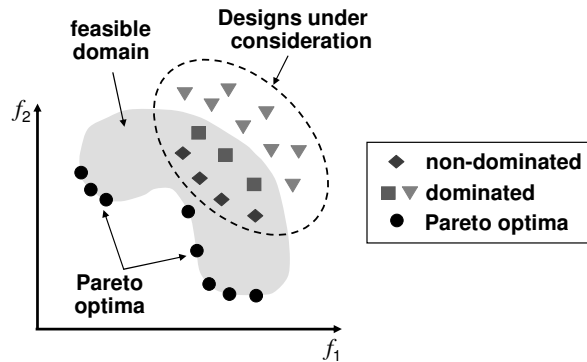 Designs under
consideration
feasible
domain
f2
non-dominated
dominated
Pareto optima
Pareto
optima
f1